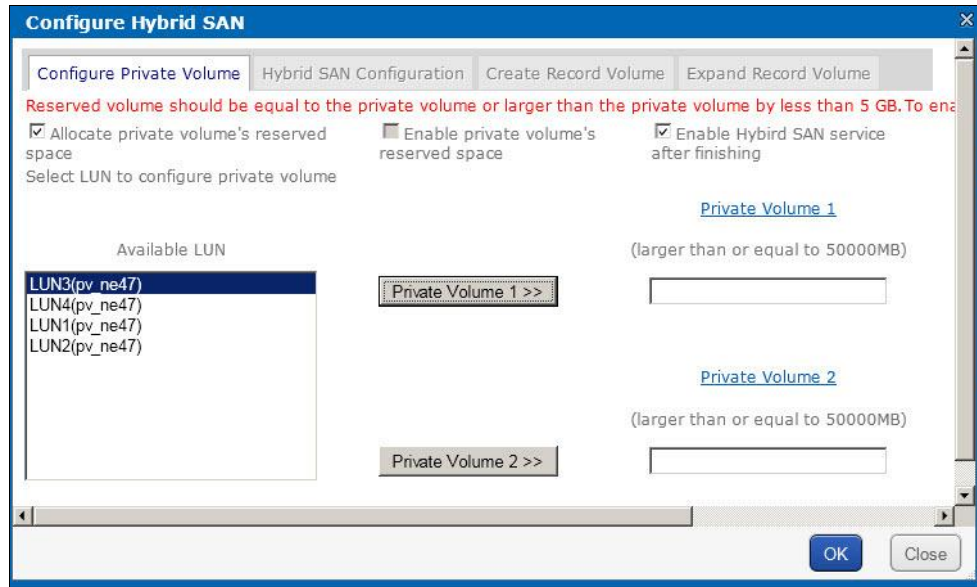 Configure Hybrid SAN
Configure Private Volume Hybrid SAN Configuration Create Record Volume Expand Record Volume
Reserved volume should be equal to the private volume or larger than the private volume by less than 5 GB. To ena
Allocate private volume's reserved space
Enable private volume's reserved space
Enable Hybird SAN service after finishing
Select LUN to configure private volume
Private Volume 1
Available LUN
(larger than or equal to 50000MB)
LUN3(pv_ne47)
LUN4(pv_ne47)
LUN1(pv_ne47)
LUN2(pv_ne47)
Private Volume 1 >>
Private Volume 2
(larger than or equal to 50000MB)
Private Volume 2 >>
OK
Close